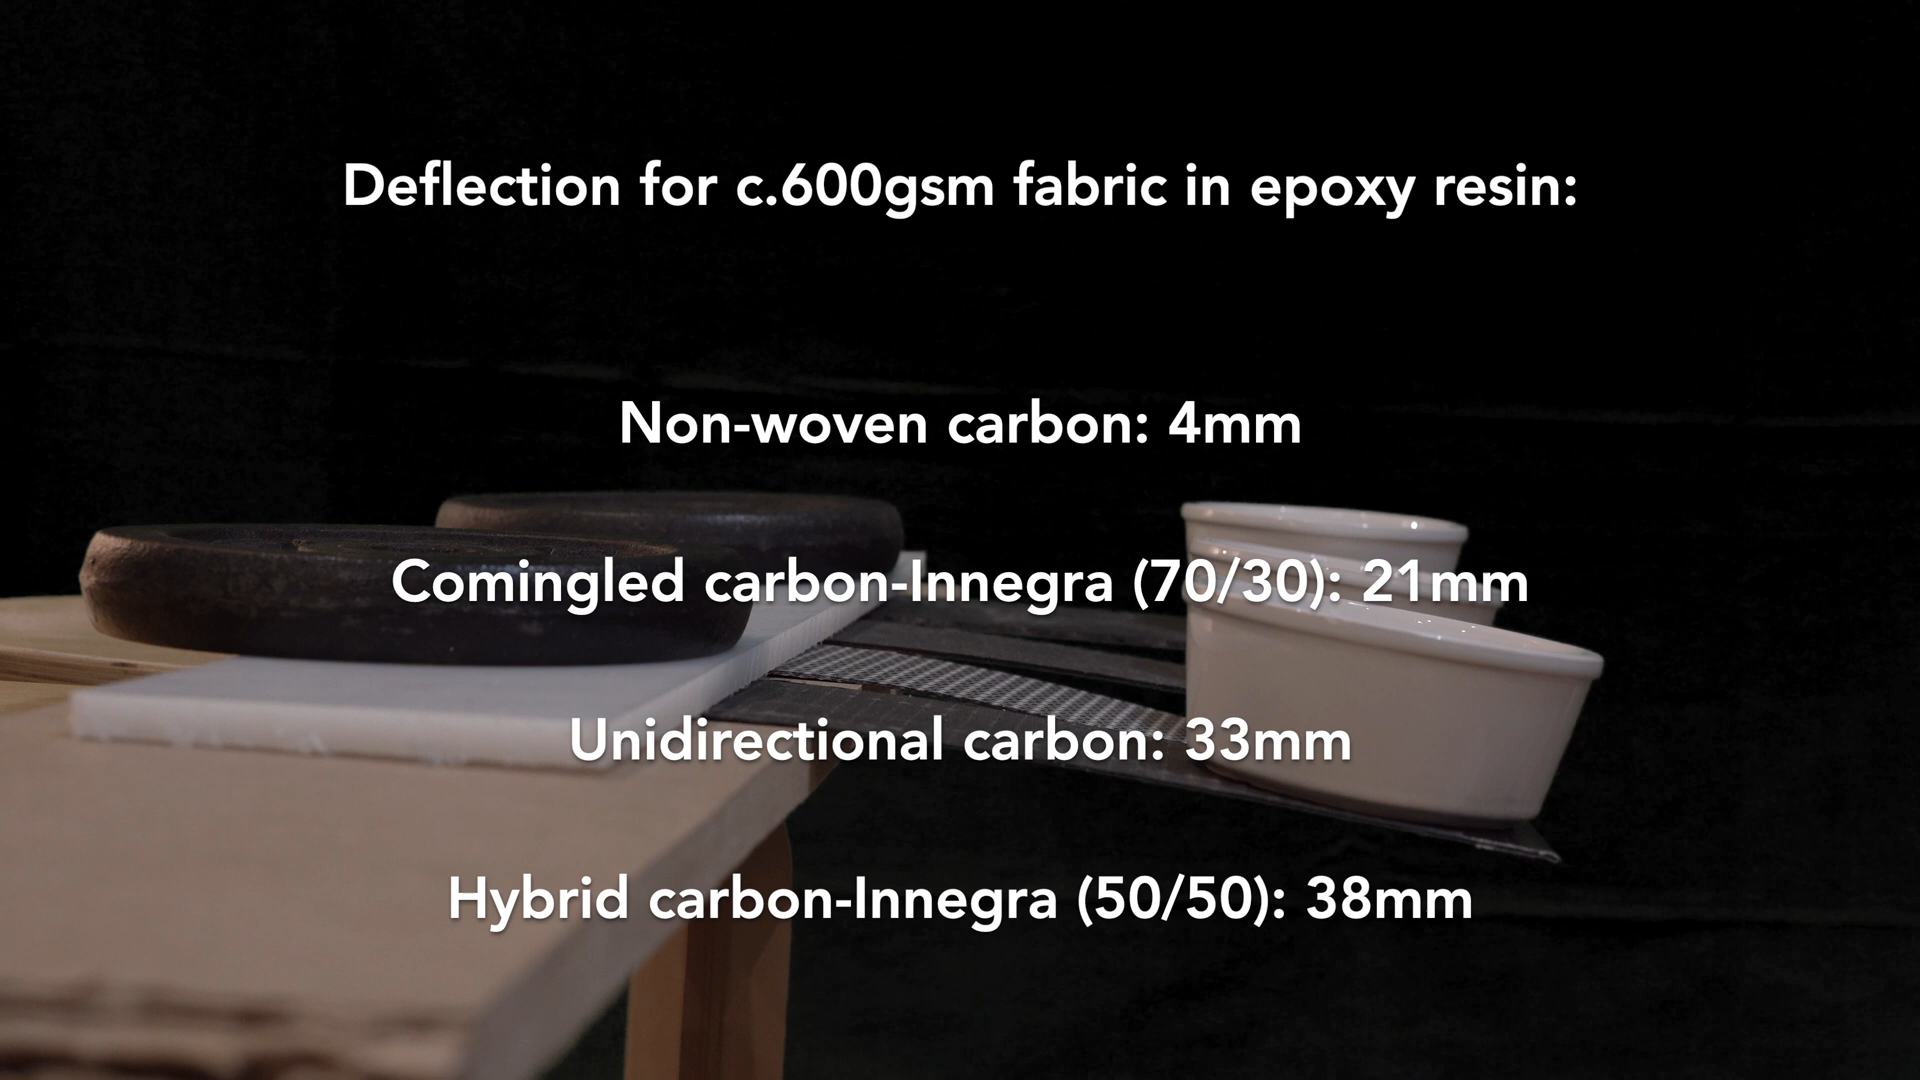 Deflection for c.600gsm fabric in epoxy resin:
Non-woven carbon: 4mm
Comingled carbon-Innegra (70/30): 21mm
Unidirectional carbon: 33mm
Hybrid carbon-Innegra (50/50): 38mm